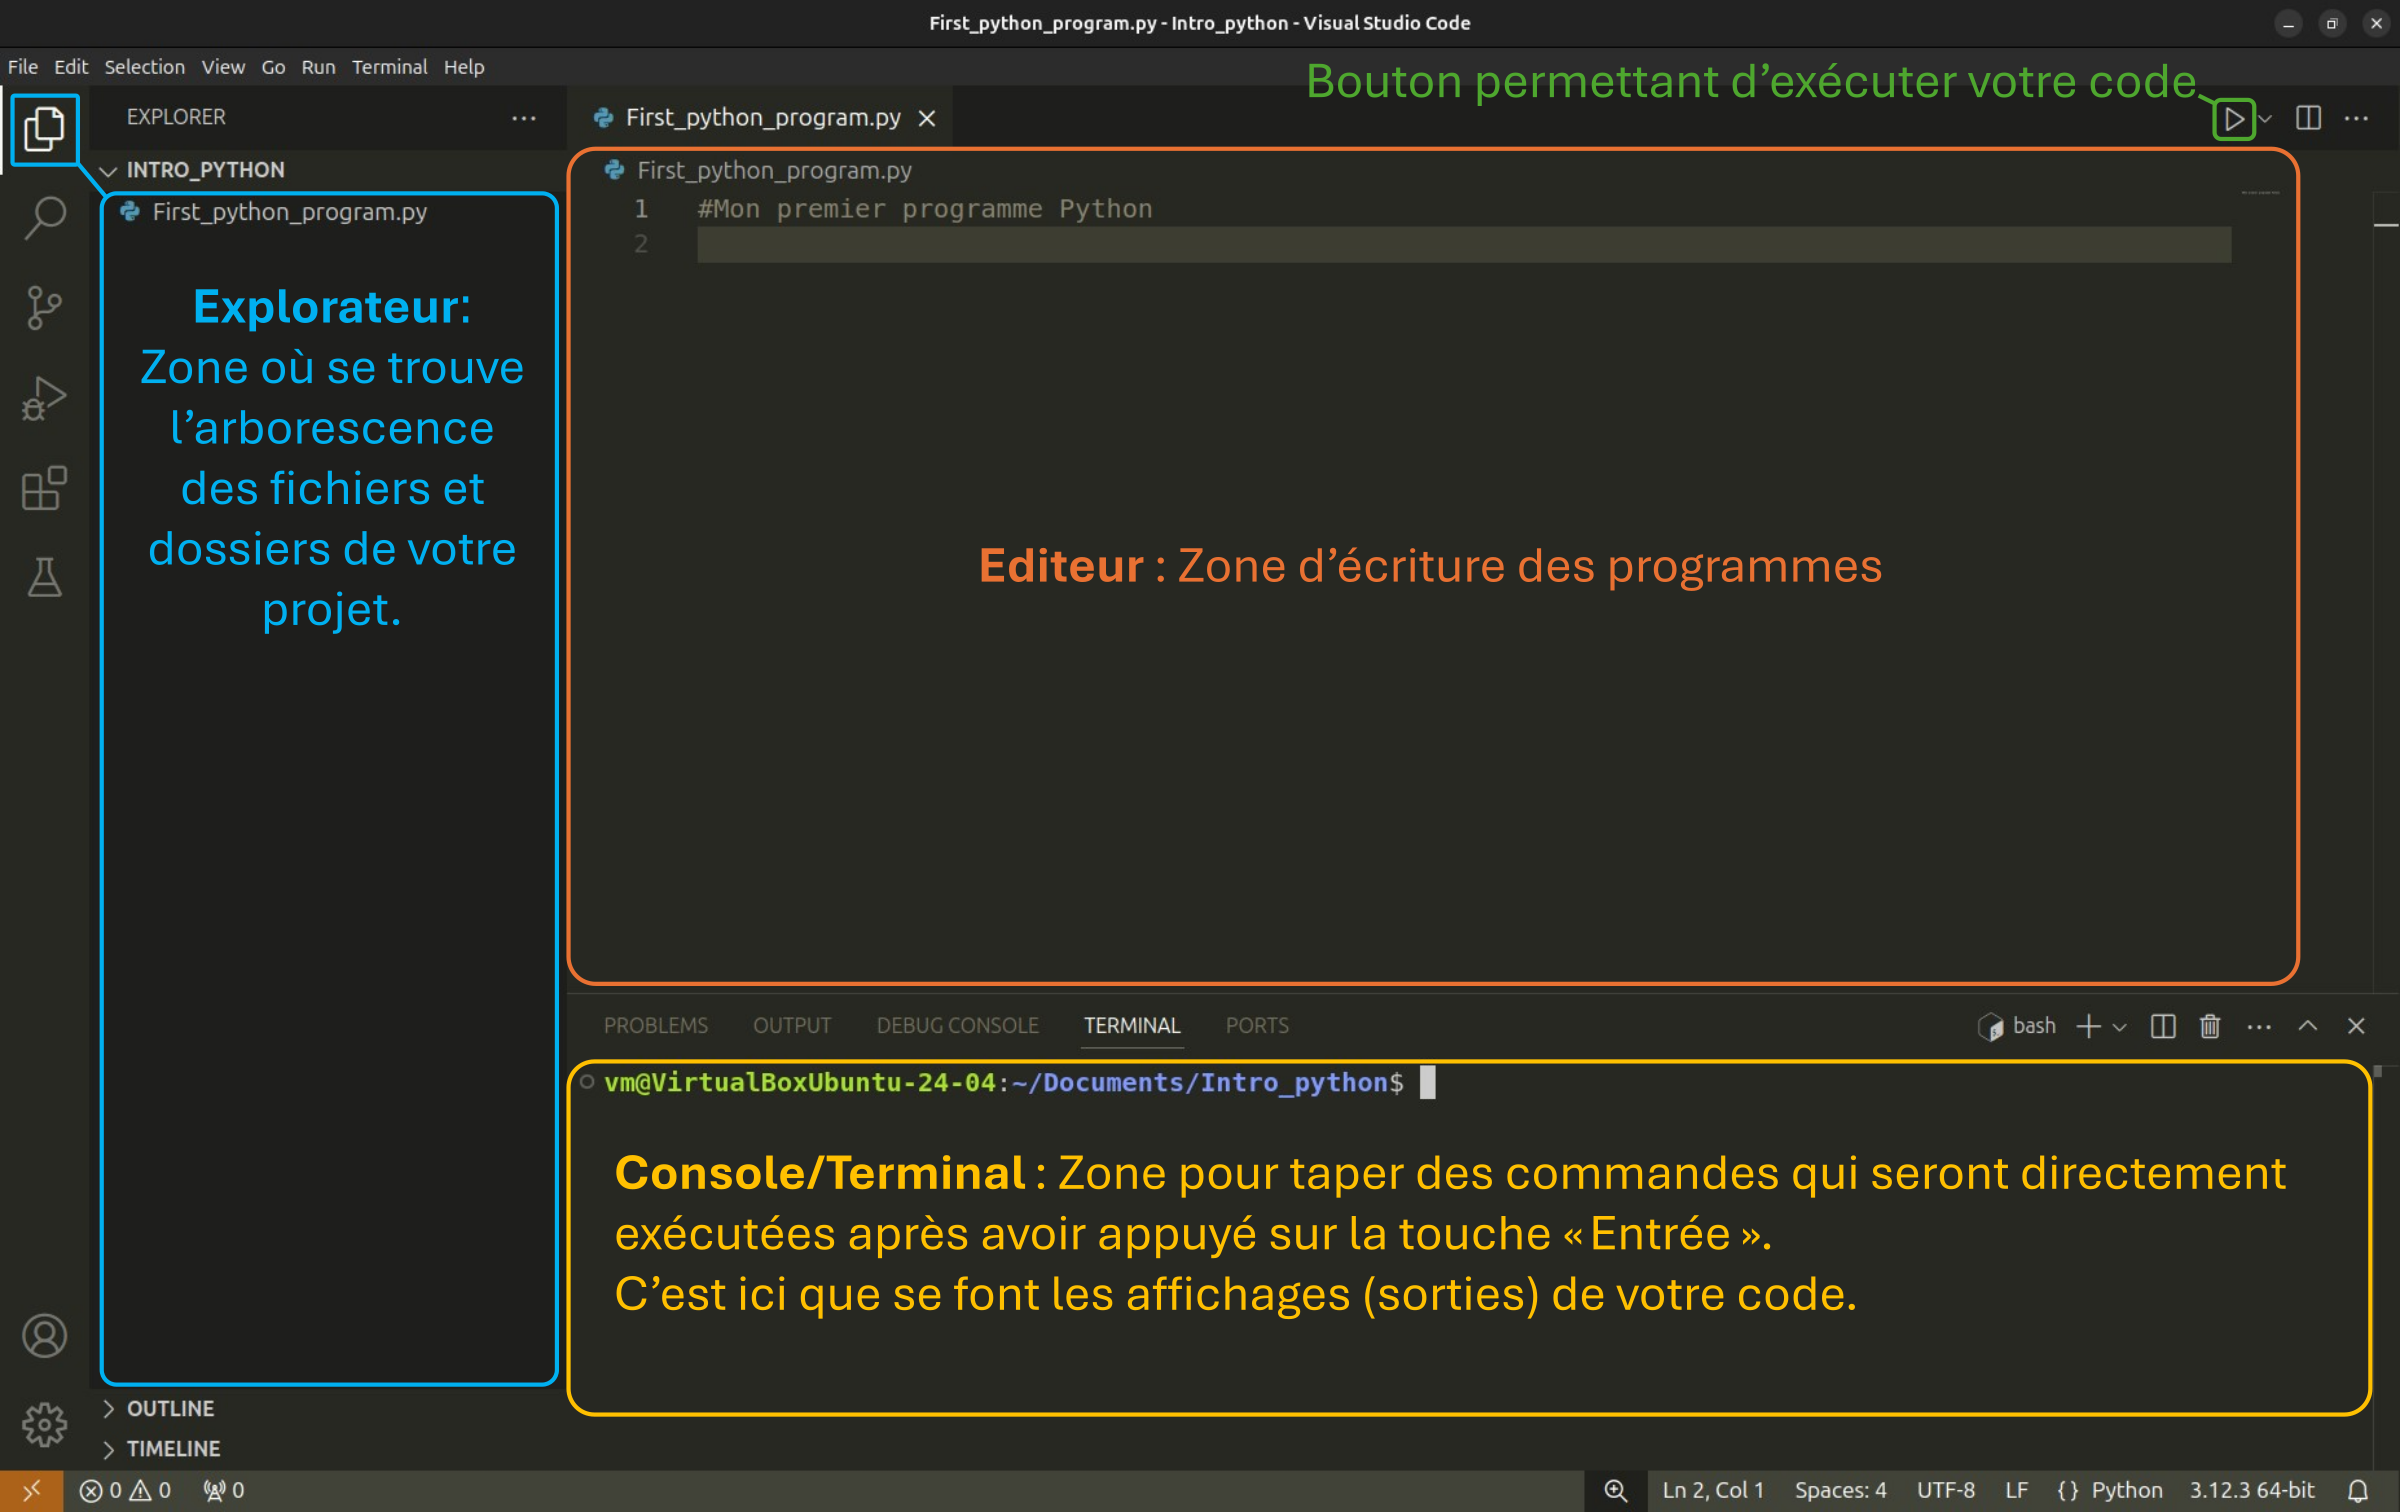 First_python_program.py - Intro_python - Visual Studio Code
File Edit Selection View Go Run Terminal Help
Bouton permettant d’exécuter votre code
EXPLORER
First_python_program.py
INTRO_PYTHON
First_python_program.py
First_python_program.py
1 #Mon premier programme Python
2
Explorateur:
Zone où se trouve
l’arborescence
des fichiers et
dossiers de votre
projet.
Editeur : Zone d’écriture des programmes
PROBLEMS OUTPUT DEBUG CONSOLE TERMINAL PORTS
bash
vm@VirtualBoxUbuntu-24-04:~/Documents/Intro_python$
Console/Terminal : Zone pour taper des commandes qui seront directement
exécutées après avoir appuyé sur la touche « Entrée ».
C’est ici que se font les affichages (sorties) de votre code.
OUTLINE
TIMELINE
0 0 0
Ln 2, Col 1 Spaces: 4 UTF-8 LF {} Python 3.12.3 64-bit